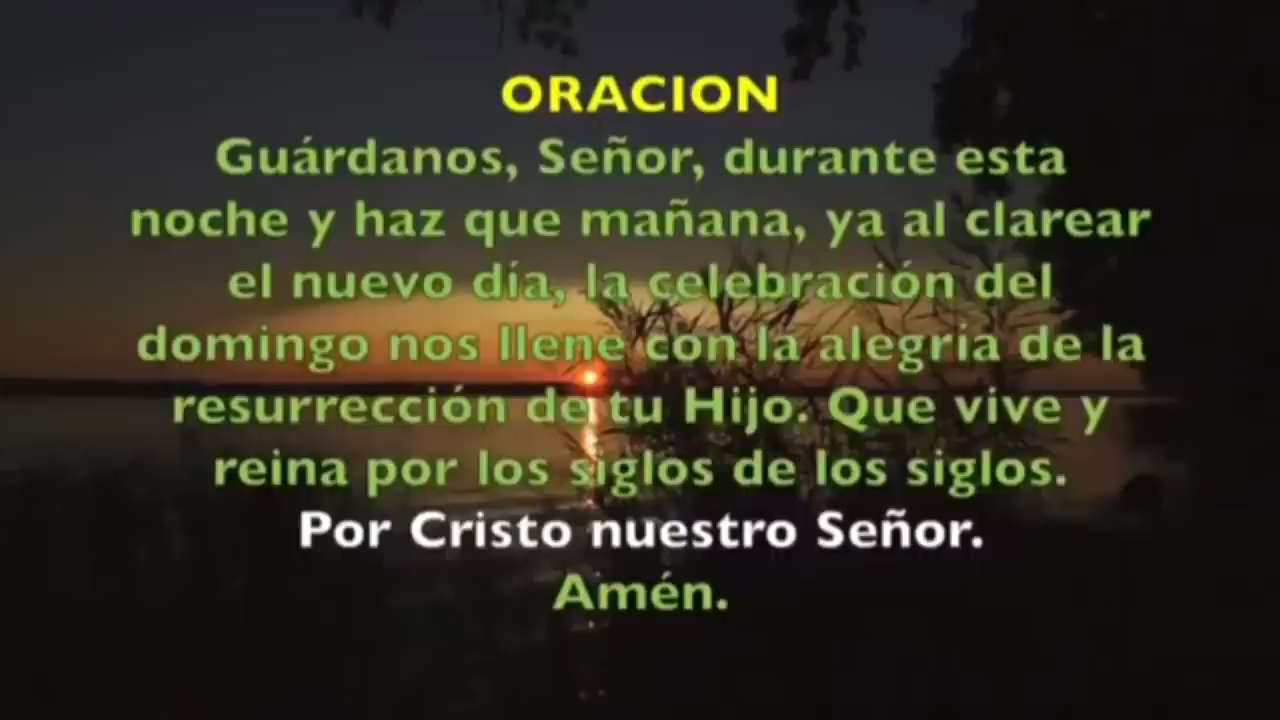 ORACION
Guárdanos, Señor, durante esta
noche y haz que mañana, ya al clarear
el nuevo día, la celebración del
domingo nos llene con la alegría de la
resurrección de tu Hijo. Que vive y
reina por los siglos de los siglos.
Por Cristo nuestro Señor.
Amén.